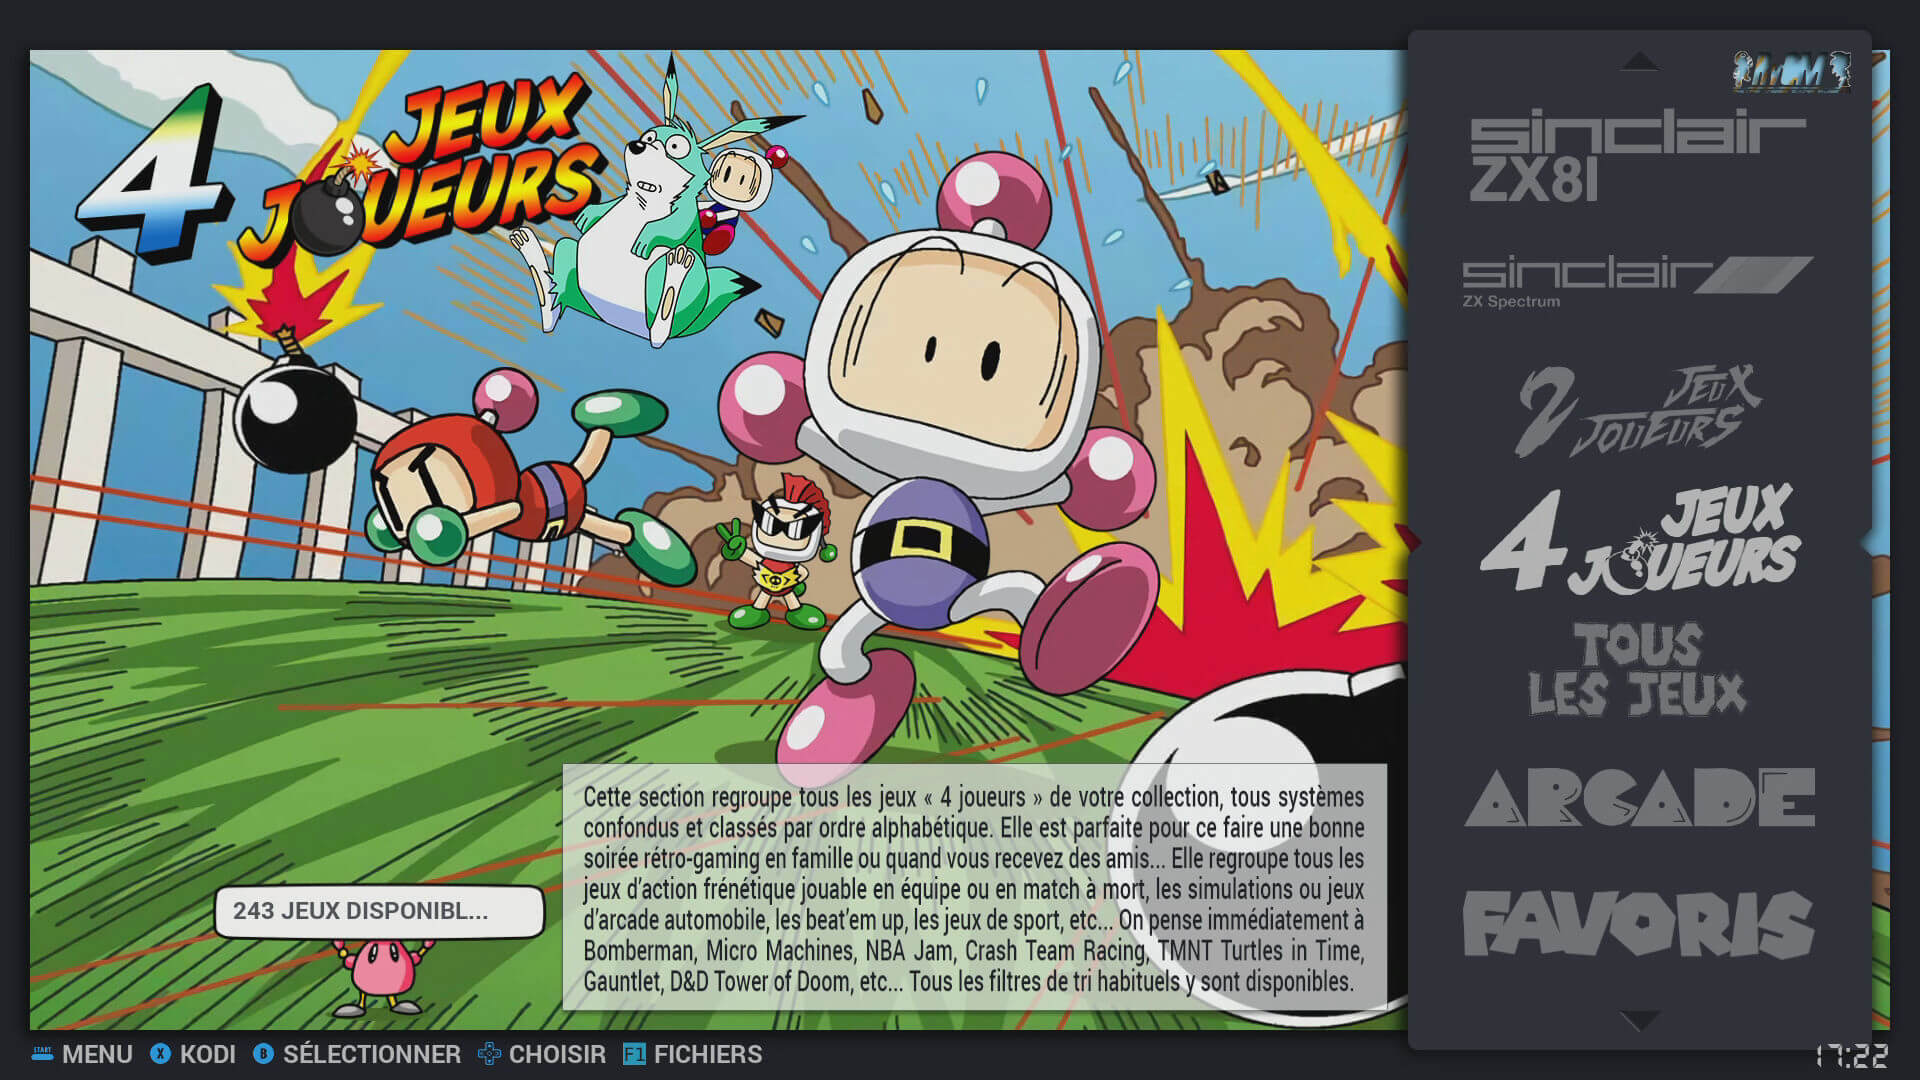 4 JEUX
JOUEURS
sinclair
ZX81
sinclair
ZX Spectrum
2 JEUX
JOUEURS
4 JEUX
JOUEURS
TOUS
LES JEUX
ARCADE
FAVORIS
Cette section regroupe tous les jeux « 4 joueurs » de votre collection, tous systèmes
confondus et classés par ordre alphabétique. Elle est parfaite pour ce faire une bonne
soirée rétro-gaming en famille ou quand vous recevez des amis... Elle regroupe tous les
jeux d'action frénétique jouable en équipe ou en match à mort, les simulations ou jeux
d'arcade automobile, les beat'em up, les jeux de sport, etc... On pense immédiatement à
Bomberman, Micro Machines, NBA Jam, Crash Team Racing, TMNT Turtles in Time,
Gauntlet, D&D Tower of Doom, etc... Tous les filtres de tri habituels y sont disponibles.
243 JEUX DISPONIBL...
START MENU X KODI B SÉLECTIONNER CHOISIR F1 FICHIERS
17:22